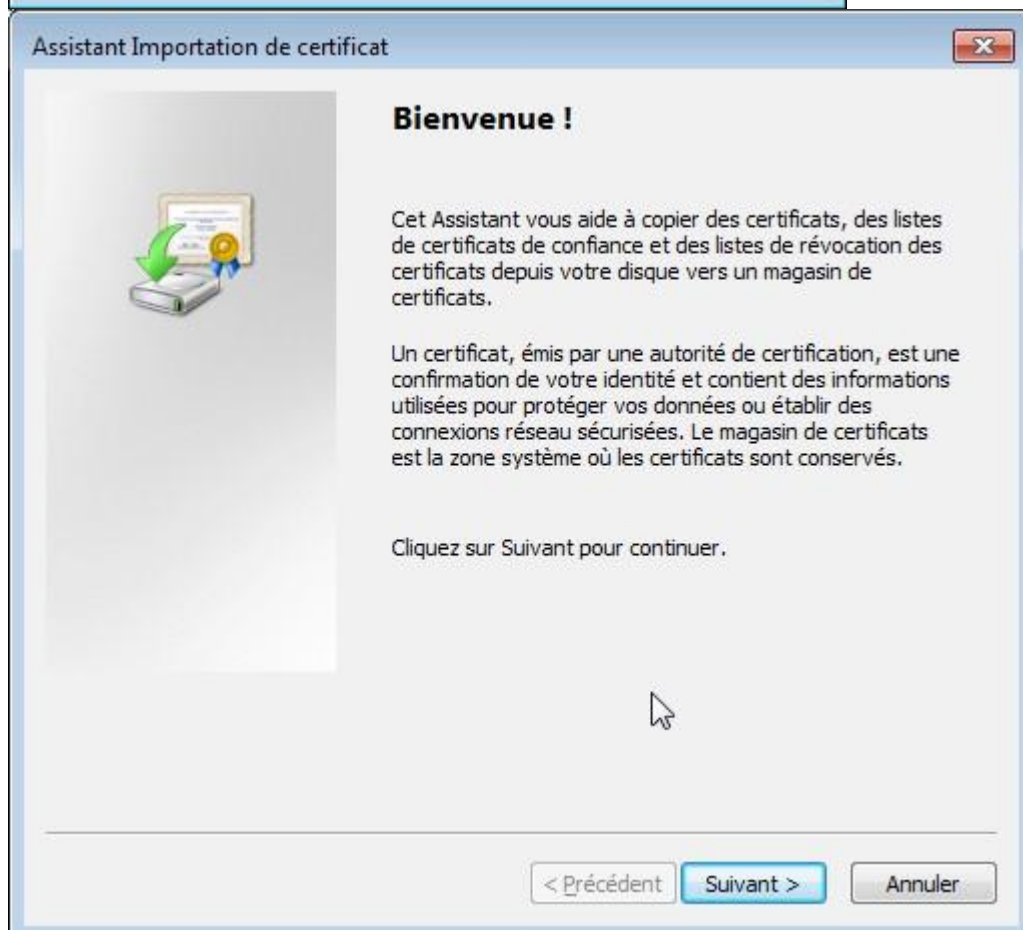 Assistant Importation de certificat
Bienvenue !
Cet Assistant vous aide à copier des certificats, des listes
de certificats de confiance et des listes de révocation des
certificats depuis votre disque vers un magasin de
certificats.
Un certificat, émis par une autorité de certification, est une
confirmation de votre identité et contient des informations
utilisées pour protéger vos données ou établir des
connexions réseau sécurisées. Le magasin de certificats
est la zone système où les certificats sont conservés.
Cliquez sur Suivant pour continuer.
< Précédent Suivant > Annuler